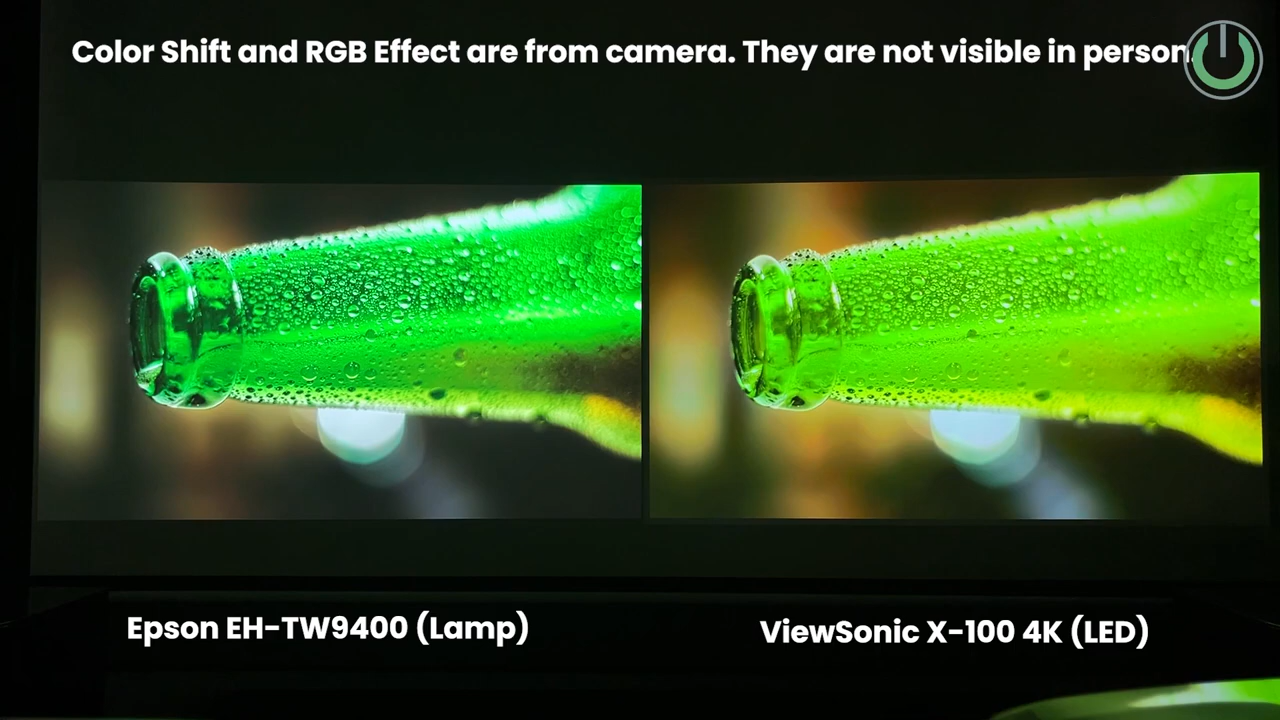 Color Shift and RGB Effect are from camera. They are not visible in person.
Epson EH-TW9400 (Lamp)
ViewSonic X-100 4K (LED)